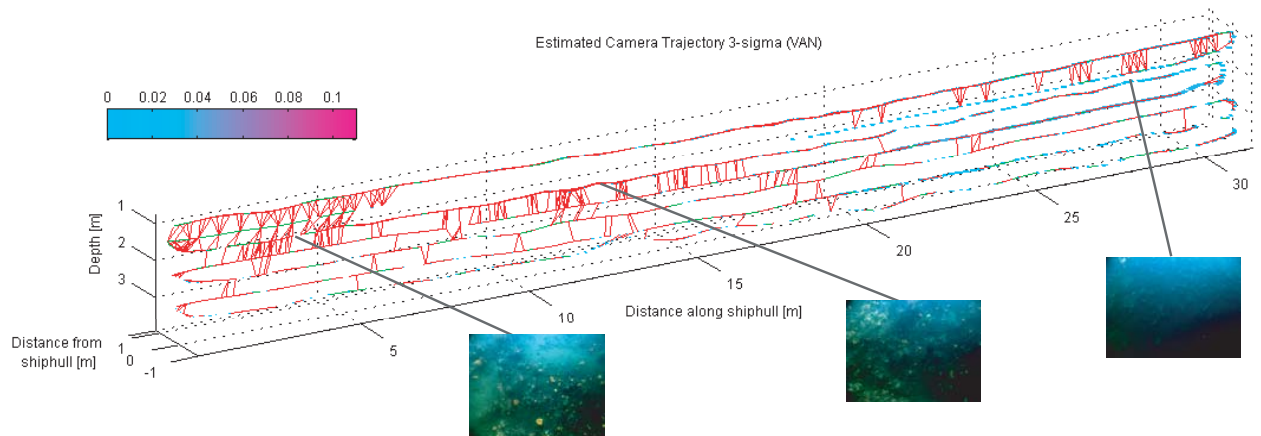 Estimated Camera Trajectory 3-sigma (VAN)
0 0.02 0.04 0.06 0.08 0.1
1
2
3
Depth [m]
Distance from
shiphull [m]
1
0
-1
5
10
15
20
25
30
Distance along shiphull [m]